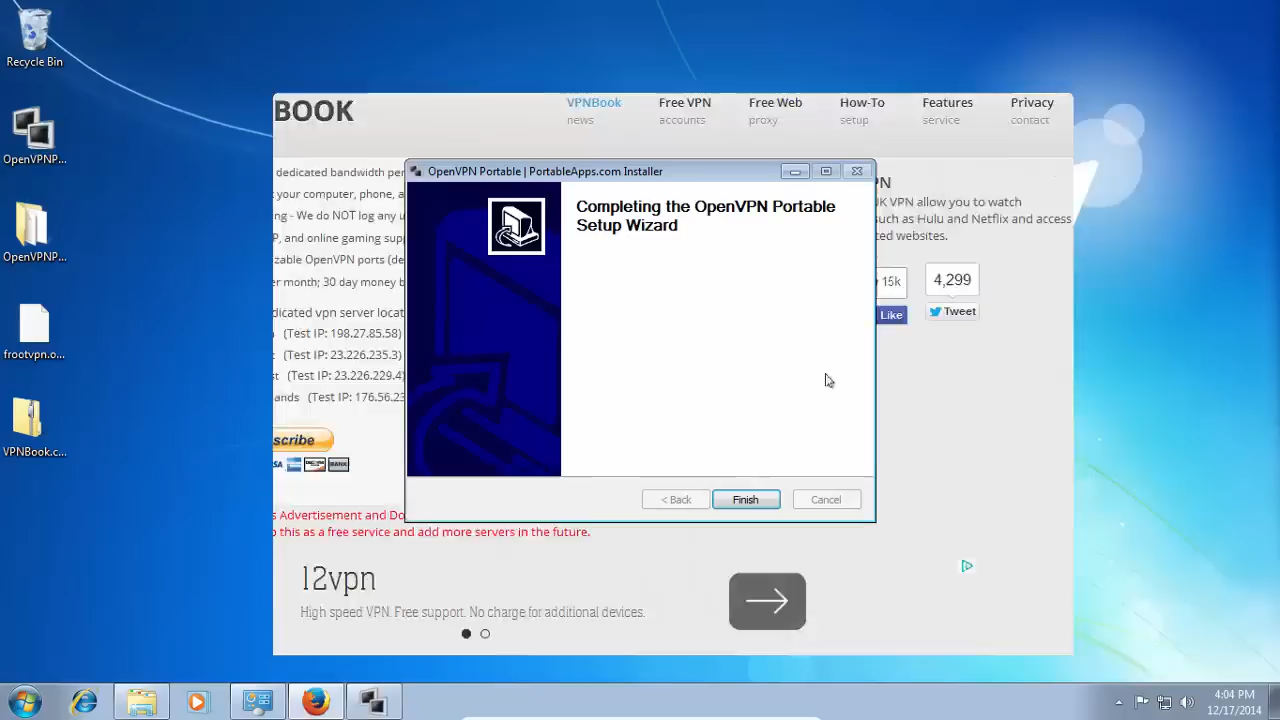 Recycle Bin
OpenVPNP...
OpenVPNP...
frootvpn.o...
VPNBook.c...
BOOK
VPNBook
news
Free VPN
accounts
Free Web
proxy
How-To
setup
Features
service
Privacy
contact
dedicated bandwidth per
your computer, phone, a
g - We do NOT log any u
P, and online gaming sup
zable OpenVPN ports (de
er month; 30 day money b
dicated vpn server locat
(Test IP: 198.27.85.58)
(Test IP: 23.226.235.3)
t (Test IP: 23.226.229.4)
ands (Test IP: 176.56.23
scribe
BANK
OpenVPN Portable | PortableApps.com Installer
Completing the OpenVPN Portable
Setup Wizard
< Back
Finish
Cancel
PN
K VPN allow you to watch
such as Hulu and Netflix and access
ted websites.
15k
4,299
Like
Tweet
s Advertisement and Do
o this as a free service and add more servers in the future.
12vpn
High speed VPN. Free support. No charge for additional devices.
4:04 PM
12/17/2014